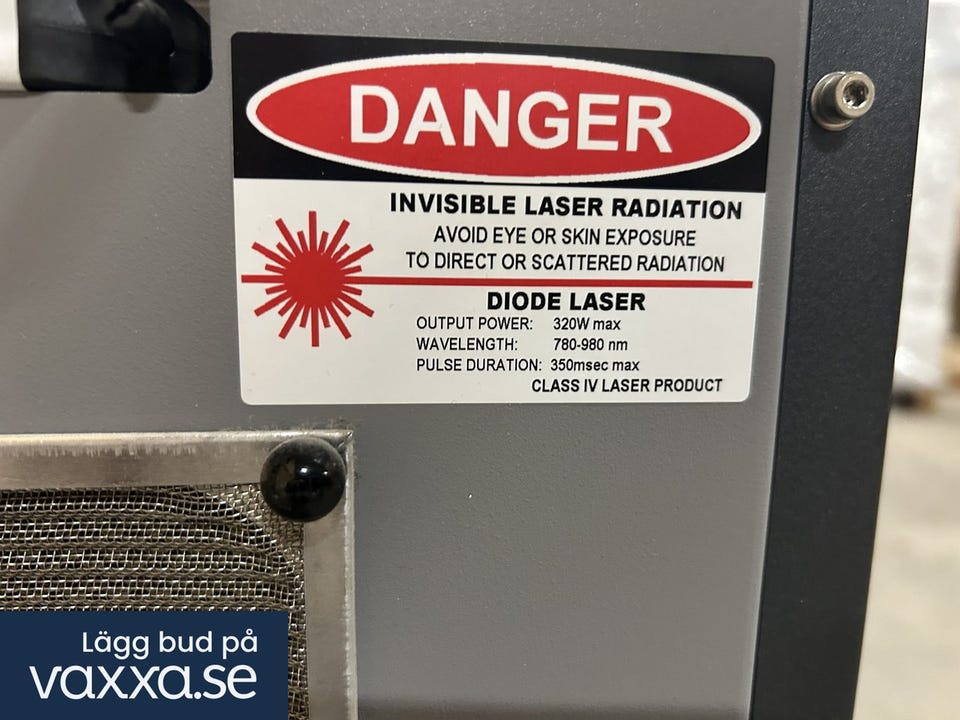 DANGER
INVISIBLE LASER RADIATION
AVOID EYE OR SKIN EXPOSURE
TO DIRECT OR SCATTERED RADIATION
DIODE LASER
OUTPUT POWER: 320W max
WAVELENGTH: 780-980 nm
PULSE DURATION: 350msec max
CLASS IV LASER PRODUCT
Lägg bud på
vaxxa.se